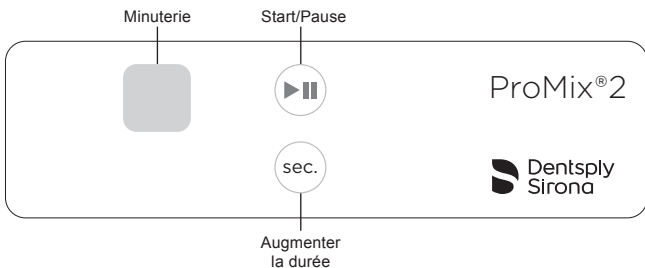 Minuterie
Start/Pause
ProMix®2
sec.
Dentsply
Sirona
Augmenter
la durée